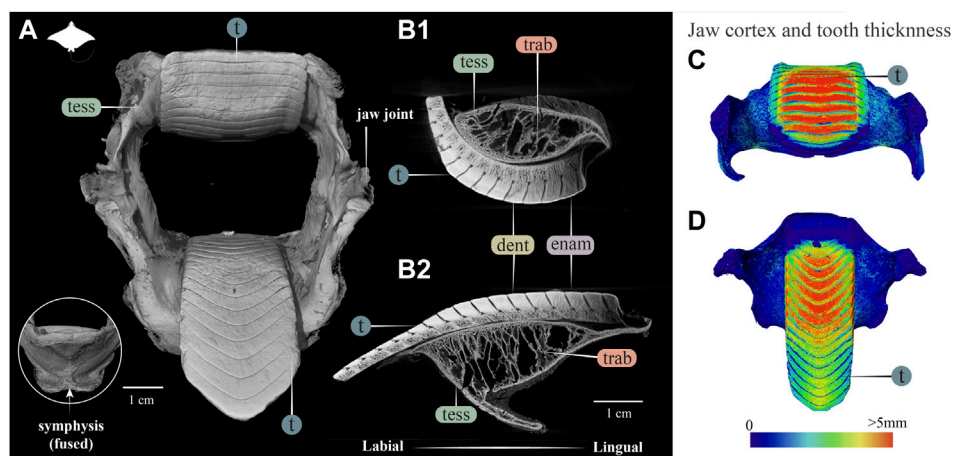 A
t
tess
jaw joint
t
symphysis
(fused)
1 cm
B1
trab
tess
t
dent
enam
B2
t
trab
tess
1 cm
Labial
Lingual
Jaw cortex and tooth thicknness
C
t
D
t
0
>5mm